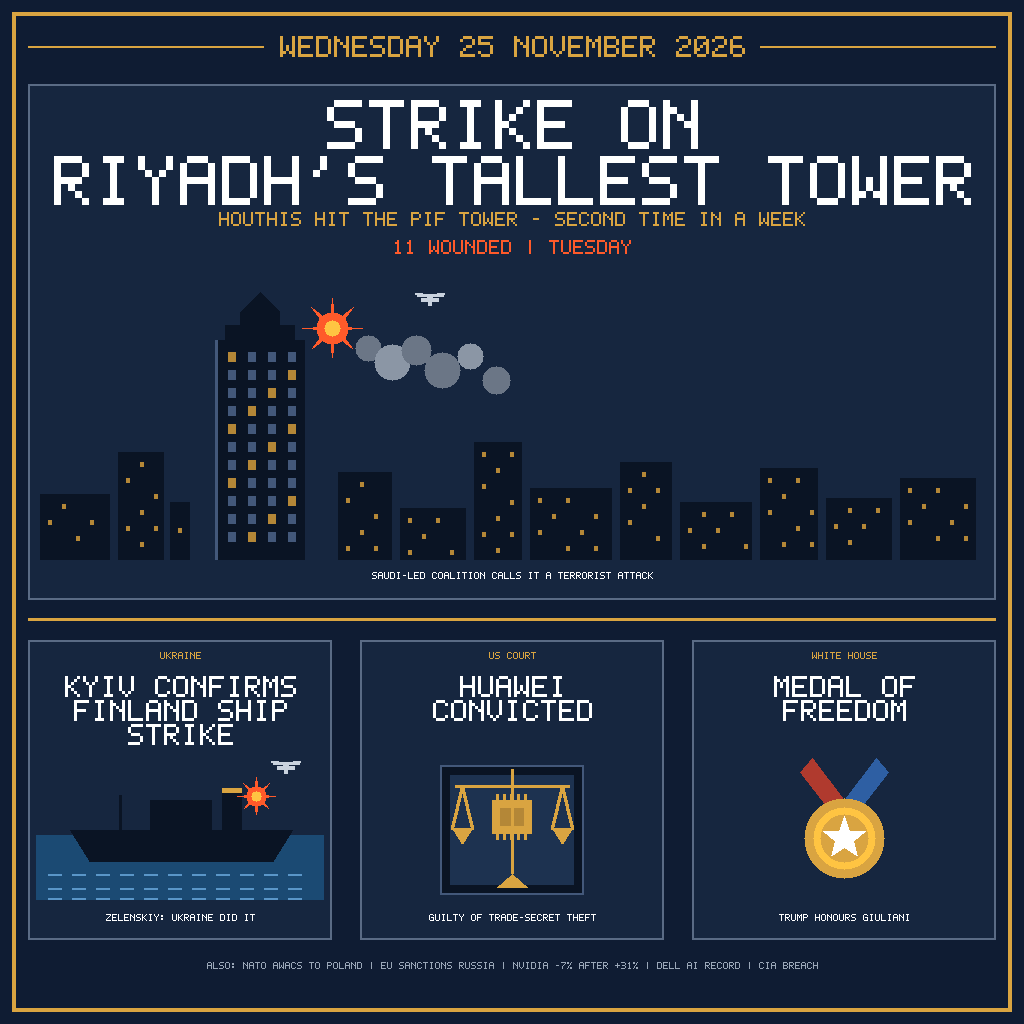 WEDNESDAY 25 NOVEMBER 2026
STRIKE ON
RIYADH'S TALLEST TOWER
HOUTHIS HIT THE PIF TOWER - SECOND TIME IN A WEEK
11 WOUNDED | TUESDAY
SAUDI-LED COALITION CALLS IT A TERRORIST ATTACK
UKRAINE
KYIV CONFIRMS
FINLAND SHIP
STRIKE
ZELENSKIY: UKRAINE DID IT
US COURT
HUAWEI
CONVICTED
GUILTY OF TRADE-SECRET THEFT
WHITE HOUSE
MEDAL OF
FREEDOM
TRUMP HONOURS GIULIANI
ALSO: NATO AWACS TO POLAND | EU SANCTIONS RUSSIA | NVIDIA -7% AFTER +31% | DELL AI RECORD | CIA BREACH